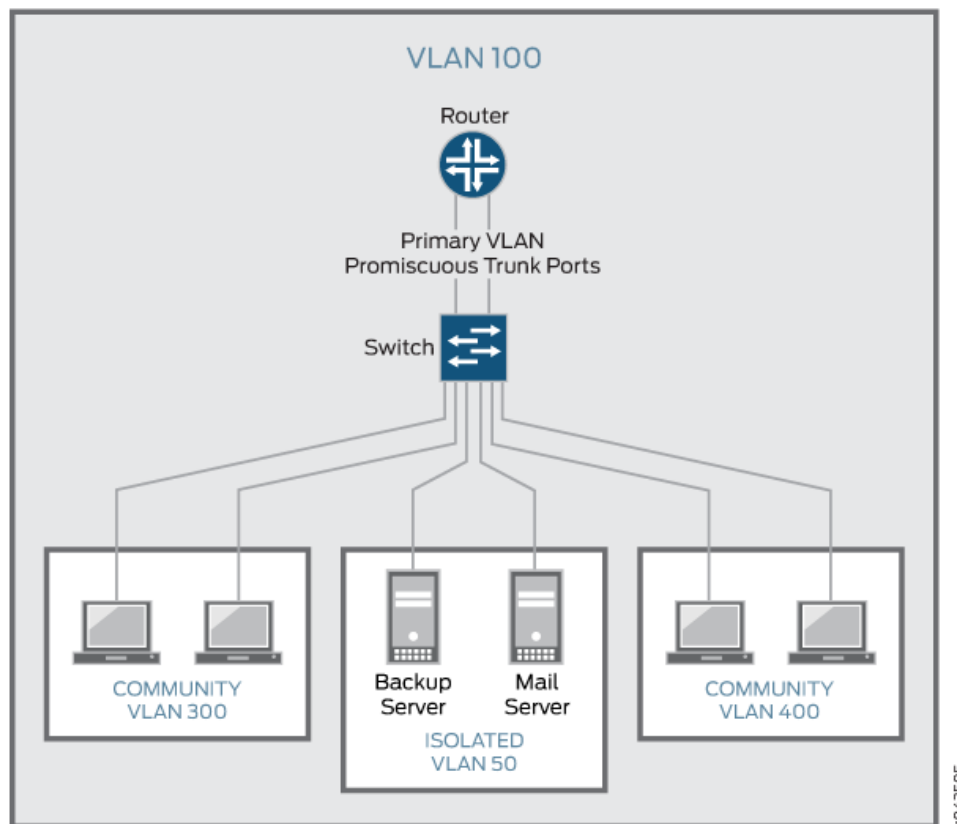 VLAN 100
Router
Primary VLAN
Promiscuous Trunk Ports
Switch
COMMUNITY
VLAN 300
Backup
Server
Mail
Server
ISOLATED
VLAN 50
COMMUNITY
VLAN 400